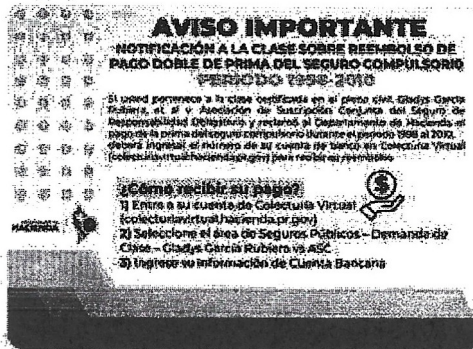 AVISO IMPORTANTE
NOTIFICACIÓN A LA CLASE SOBRE REEMBOLSO DE
PAGO DOBLE DE PRIMA DEL SEGURO COMPULSORIO
PERIODO 1998-2010
Si usted pertenece a la clase certificada en el pleito civil Gladys García
Rubiera, et al v. Asociación de Suscripción Conjunta del Seguro de
Responsabilidad Obligatorio y reclamó al Departamento de Hacienda el
pago de la prima del seguro compulsorio durante el periodo 1998 al 2010,
deberá ingresar el número de su cuenta de banco en Colecturía Virtual
(colecturiavirtual.hacienda.pr.gov) para recibir su reembolso.
¿Cómo recibir su pago?
1) Entre a su cuenta de Colecturía Virtual
(colecturiavirtual.hacienda.pr.gov)
2) Seleccione el área de Seguros Públicos – Demanda de
Clase – Gladys García Rubiera vs ASC
3) Ingrese su información de Cuenta Bancaria
HACIENDA